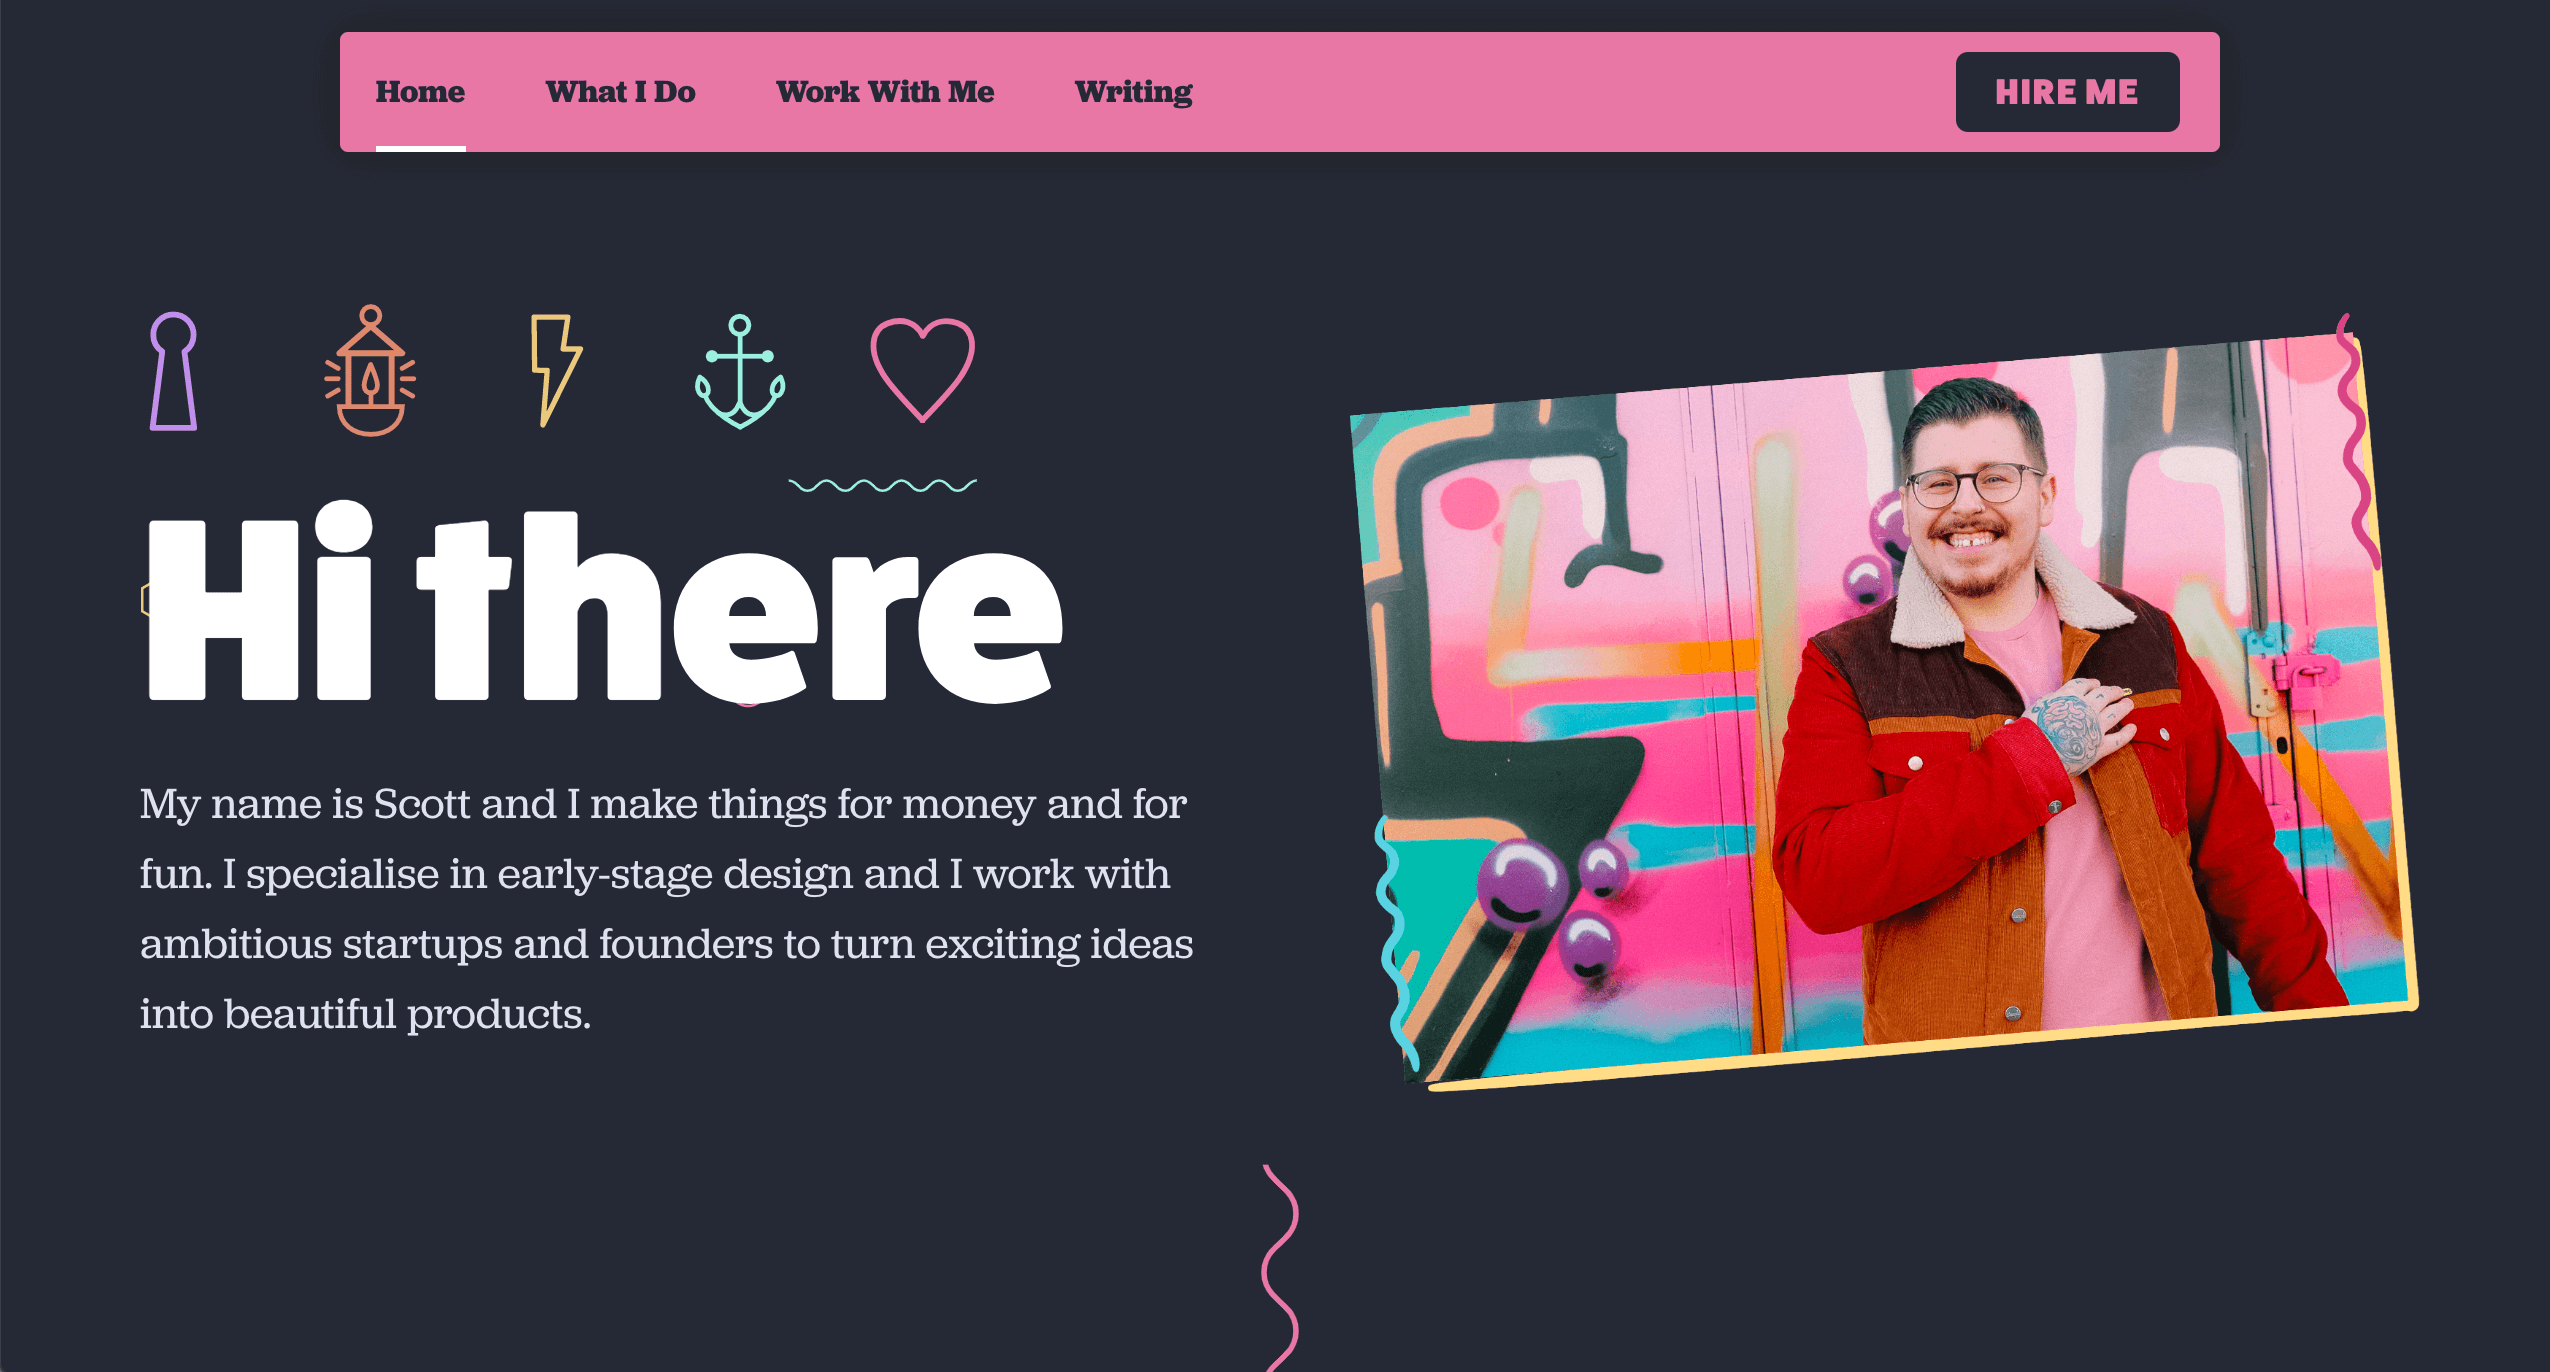 Home What I Do Work With Me Writing HIRE ME
Hi there
My name is Scott and I make things for money and for
fun. I specialise in early-stage design and I work with
ambitious startups and founders to turn exciting ideas
into beautiful products.